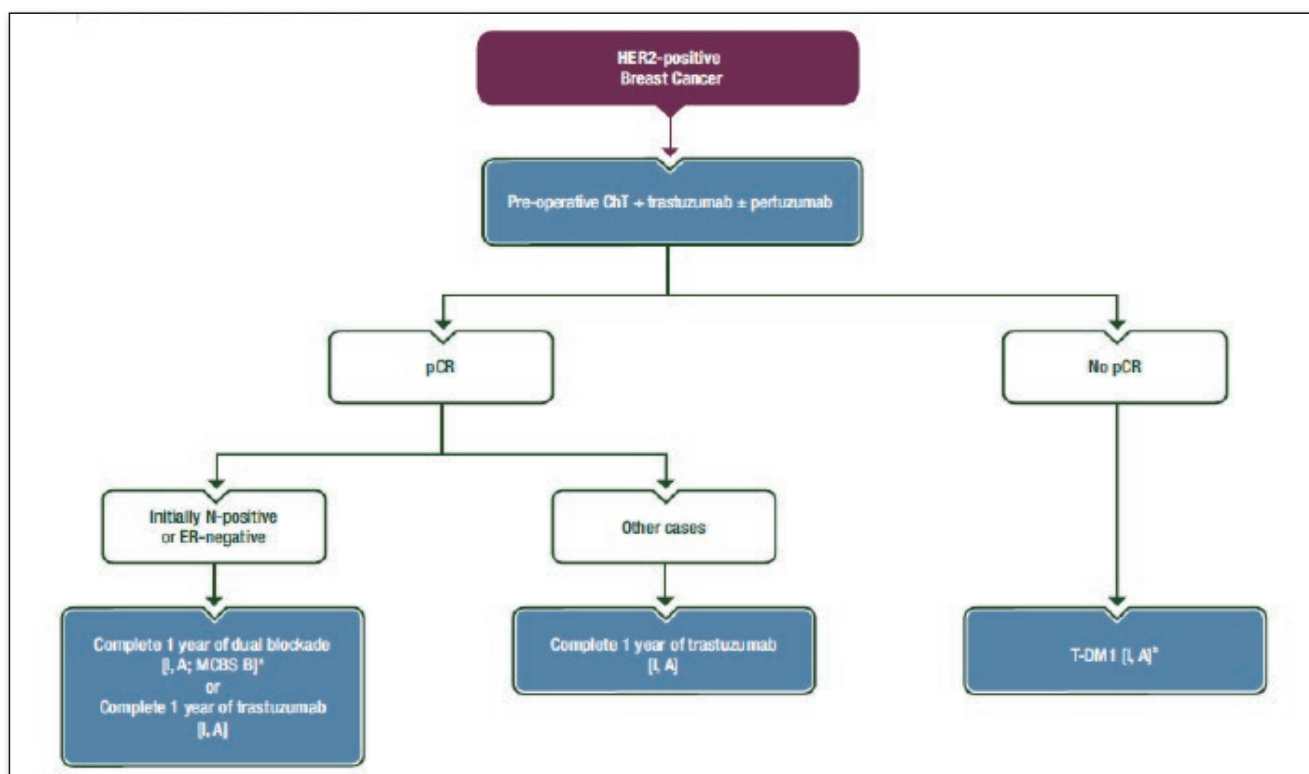 HER2-positive
Breast Cancer
Pre-operative ChT + trastuzumab ± pertuzumab
pCR
No pCR
Initially N-positive
or ER-negative
Other cases
Complete 1 year of dual blockade
[I, A; MCBS B]*
or
Complete 1 year of trastuzumab
[I, A]
Complete 1 year of trastuzumab
[I, A]
T-DM1 [I, A]